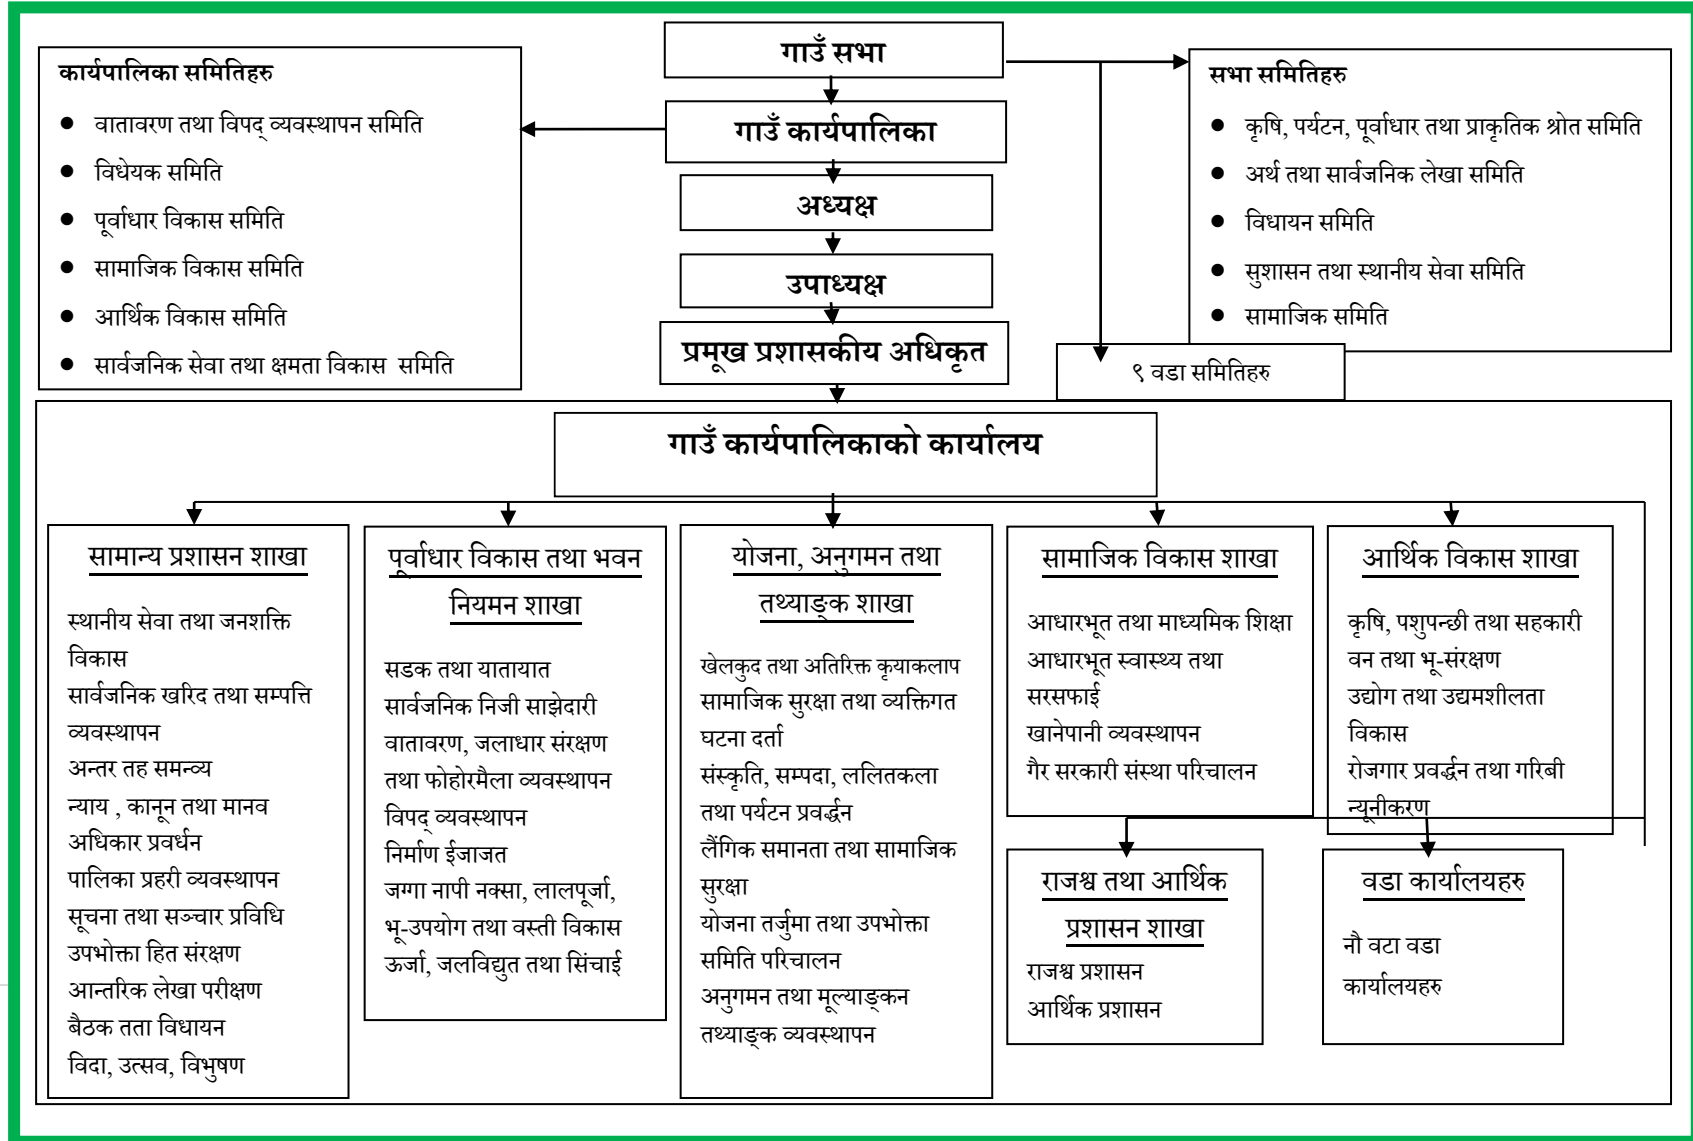 गाउँ सभा
गाउँ कार्यपालिका
अध्यक्ष
उपाध्यक्ष
प्रमूख प्रशासकीय अधिकृत
कार्यपालिका समितिहरु
● वातावरण तथा विपद् व्यवस्थापन समिति
● विधेयक समिति
● पूर्वाधार विकास समिति
● सामाजिक विकास समिति
● आर्थिक विकास समिति
● सार्वजनिक सेवा तथा क्षमता विकास समिति
सभा समितिहरु
● कृषि, पर्यटन, पूर्वाधार तथा प्राकृतिक श्रोत समिति
● अर्थ तथा सार्वजनिक लेखा समिति
● विधायन समिति
● सुशासन तथा स्थानीय सेवा समिति
● सामाजिक समिति
९ वडा समितिहरु
गाउँ कार्यपालिकाको कार्यालय
सामान्य प्रशासन शाखा
स्थानीय सेवा तथा जनशक्ति
विकास
सार्वजनिक खरिद तथा सम्पत्ति
व्यवस्थापन
अन्तर तह समन्व्य
न्याय , कानून तथा मानव
अधिकार प्रवर्धन
पालिका प्रहरी व्यवस्थापन
सूचना तथा सञ्चार प्रविधि
उपभोक्ता हित संरक्षण
आन्तरिक लेखा परीक्षण
बैठक तता विधायन
विदा, उत्सव, विभुषण
पूर्वाधार विकास तथा भवन
नियमन शाखा
सडक तथा यातायात
सार्वजनिक निजी साझेदारी
वातावरण, जलाधार संरक्षण
तथा फोहोरमैला व्यवस्थापन
विपद् व्यवस्थापन
निर्माण ईजाजत
जग्गा नापी नक्सा, लालपूर्जा,
भू-उपयोग तथा वस्ती विकास
ऊर्जा, जलविद्युत तथा सिंचाई
योजना, अनुगमन तथा
तथ्याङ्क शाखा
खेलकुद तथा अतिरिक्त कृयाकलाप
सामाजिक सुरक्षा तथा व्यक्तिगत
घटना दर्ता
संस्कृति, सम्पदा, ललितकला
तथा पर्यटन प्रवर्द्धन
लैंगिक समानता तथा सामाजिक
सुरक्षा
योजना तर्जुमा तथा उपभोक्ता
समिति परिचालन
अनुगमन तथा मूल्याङ्कन
तथ्याङ्क व्यवस्थापन
सामाजिक विकास शाखा
आधारभूत तथा माध्यमिक शिक्षा
आधारभूत स्वास्थ्य तथा
सरसफाई
खानेपानी व्यवस्थापन
गैर सरकारी संस्था परिचालन
आर्थिक विकास शाखा
कृषि, पशुपन्छी तथा सहकारी
वन तथा भू-संरक्षण
उद्योग तथा उद्यमशीलता
विकास
रोजगार प्रवर्द्धन तथा गरिबी
न्यूनीकरण
राजश्व तथा आर्थिक
प्रशासन शाखा
राजश्व प्रशासन
आर्थिक प्रशासन
वडा कार्यालयहरु
नौ वटा वडा
कार्यालयहरु